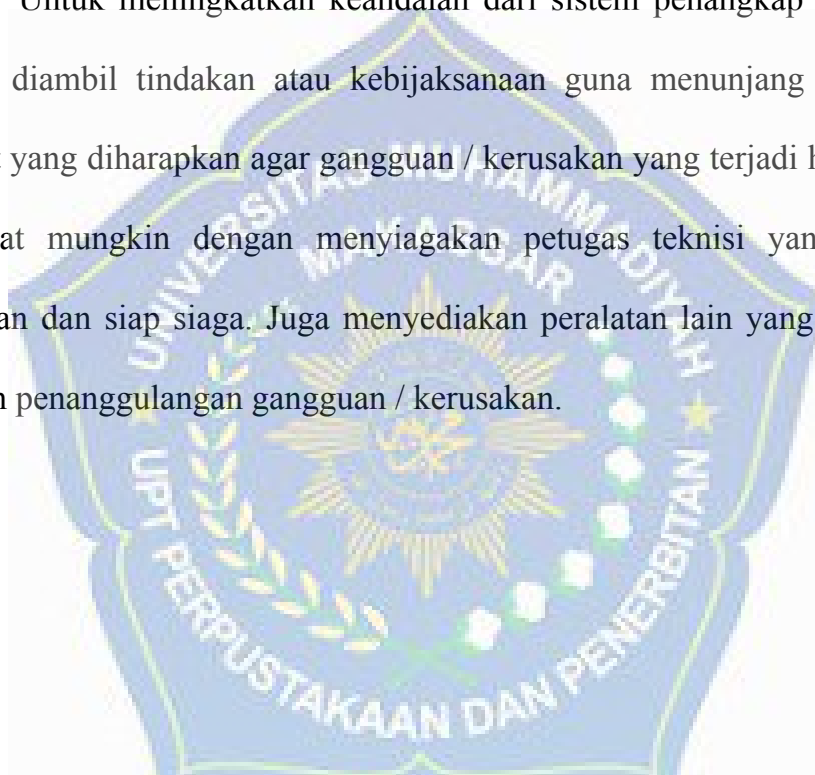 Untuk meningkatkan keandalan dari sistem penangkap
diambil tindakan atau kebijaksanaan guna menunjang
yang diharapkan agar gangguan / kerusakan yang terjadi
mungkin dengan menyiagakan petugas teknisi
dan siap siaga. Juga menyediakan peralatan lain yang
penanggulangan gangguan / kerusakan.
UNIVERSITAS MUHAMMADIYAH
MAKASSAR
UPT PERPUSTAKAAN DAN PENERBITAN